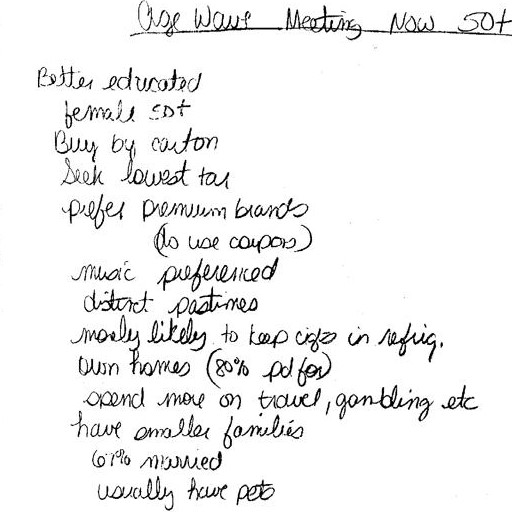 Age Wave Meeting Now 50+
Better educated
female 50+
Buy by carton
Seek lowest tar
prefer premium brands
(do use coupons)
music preferenced
distinct pastimes
morely likely to keep cigs in refrig.
own homes (80% pd for)
spend more on travel, gambling etc
have smaller families
67% married
usually have pets